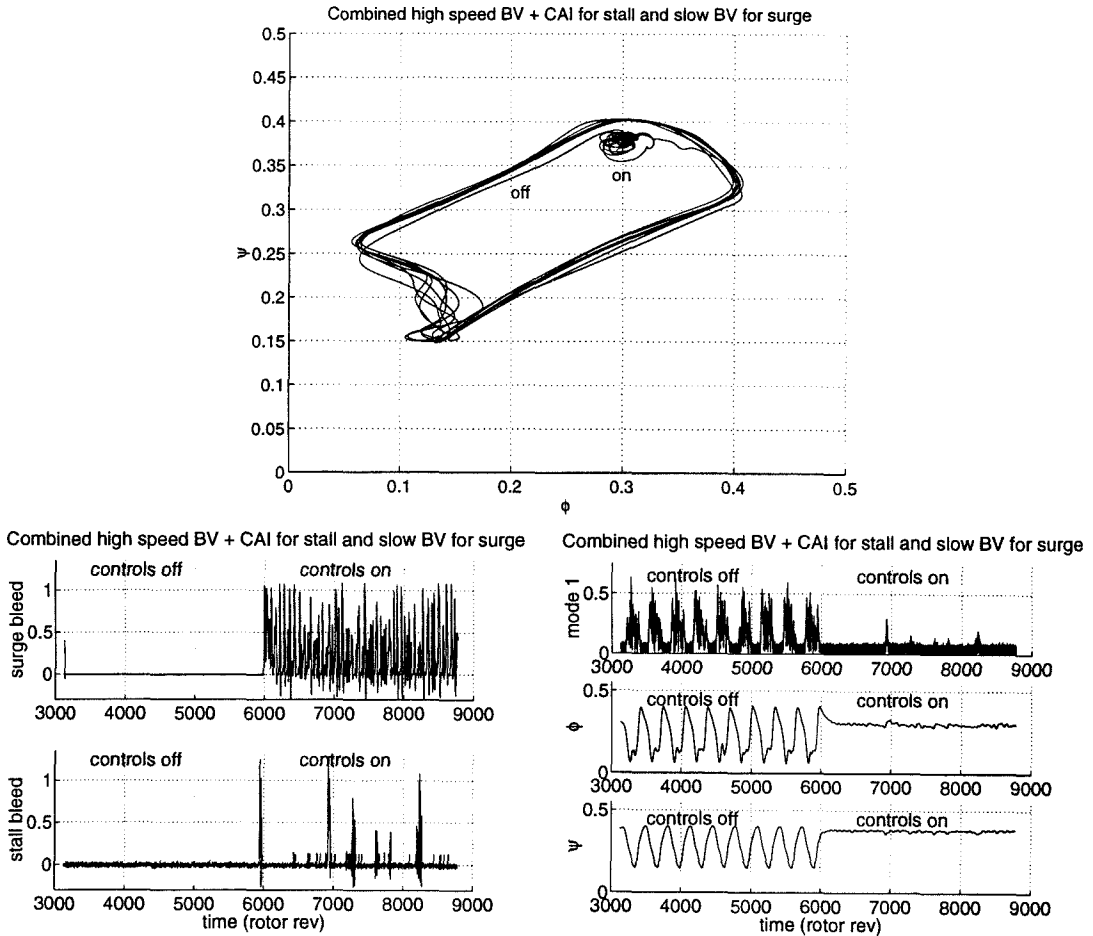 Combined high speed BV + CAI for stall and slow BV for surge
0.5
0.45
0.4
0.35
0.3
0.25
0.2
0.15
0.1
0.05
0
ψ
off
on
0 0.1 0.2 0.3 0.4 0.5
ϕ
Combined high speed BV + CAI for stall and slow BV for surge
controls off controls on
surge bleed
1
0.5
0
3000 4000 5000 6000 7000 8000 9000
controls off controls on
stall bleed
1
0.5
0
3000 4000 5000 6000 7000 8000 9000
time (rotor rev)
Combined high speed BV + CAI for stall and slow BV for surge
controls off controls on
mode 1
0.5
0
3000 4000 5000 6000 7000 8000 9000
controls off controls on
ϕ
0.5
0
3000 4000 5000 6000 7000 8000 9000
controls off controls on
ψ
0.5
0
3000 4000 5000 6000 7000 8000 9000
time (rotor rev)